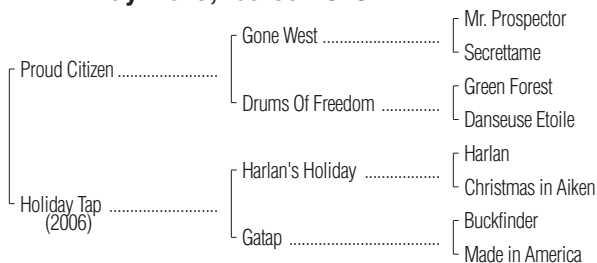 Mr. Prospector
Gone West
Secrettame
Proud Citizen
Green Forest
Drums Of Freedom
Danseuse Etoile
Harlan
Harlan's Holiday
Christmas in Aiken
Holiday Tap
(2006)
Buckfinder
Gatap
Made in America